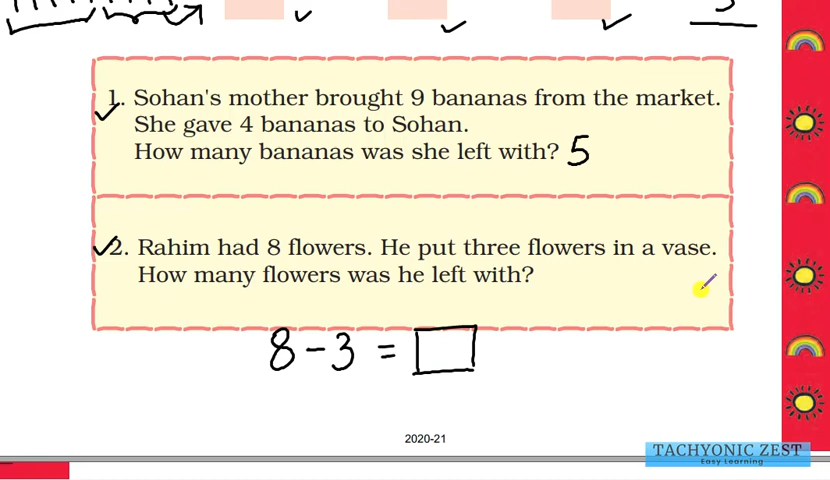 1. Sohan's mother brought 9 bananas from the market.
She gave 4 bananas to Sohan.
How many bananas was she left with? 5
2. Rahim had 8 flowers. He put three flowers in a vase.
How many flowers was he left with?
8 - 3 =
2020-21
TACHYONIC ZEST
Easy Learning